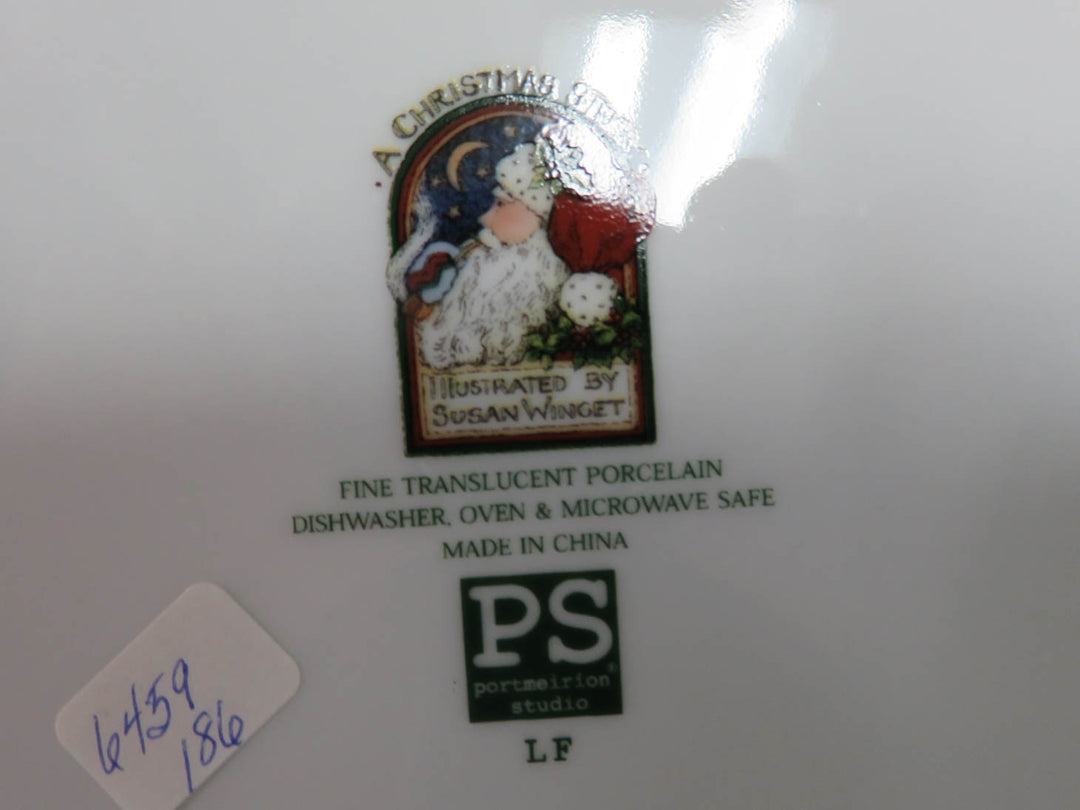 A CHRISTMAS
ILLUSTRATED BY
SUSAN WINGET
FINE TRANSLUCENT PORCELAIN
DISHWASHER, OVEN & MICROWAVE SAFE
MADE IN CHINA
PS
portmeirion®
studio
LF
6459
186